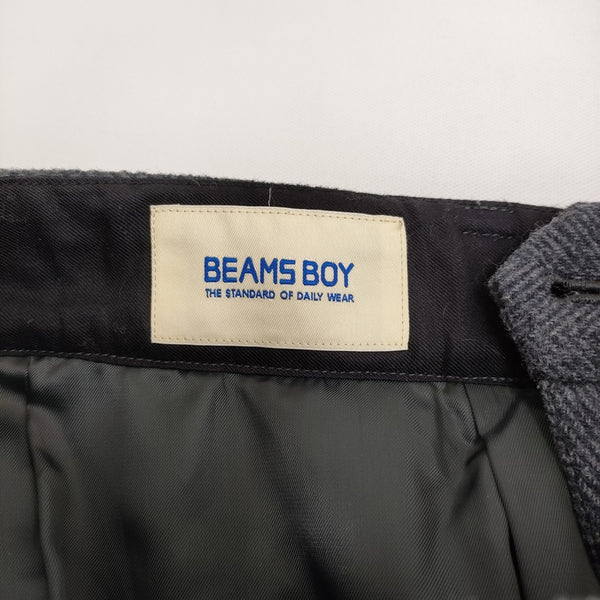 BEAMS BOY
THE STANDARD OF DAILY WEAR